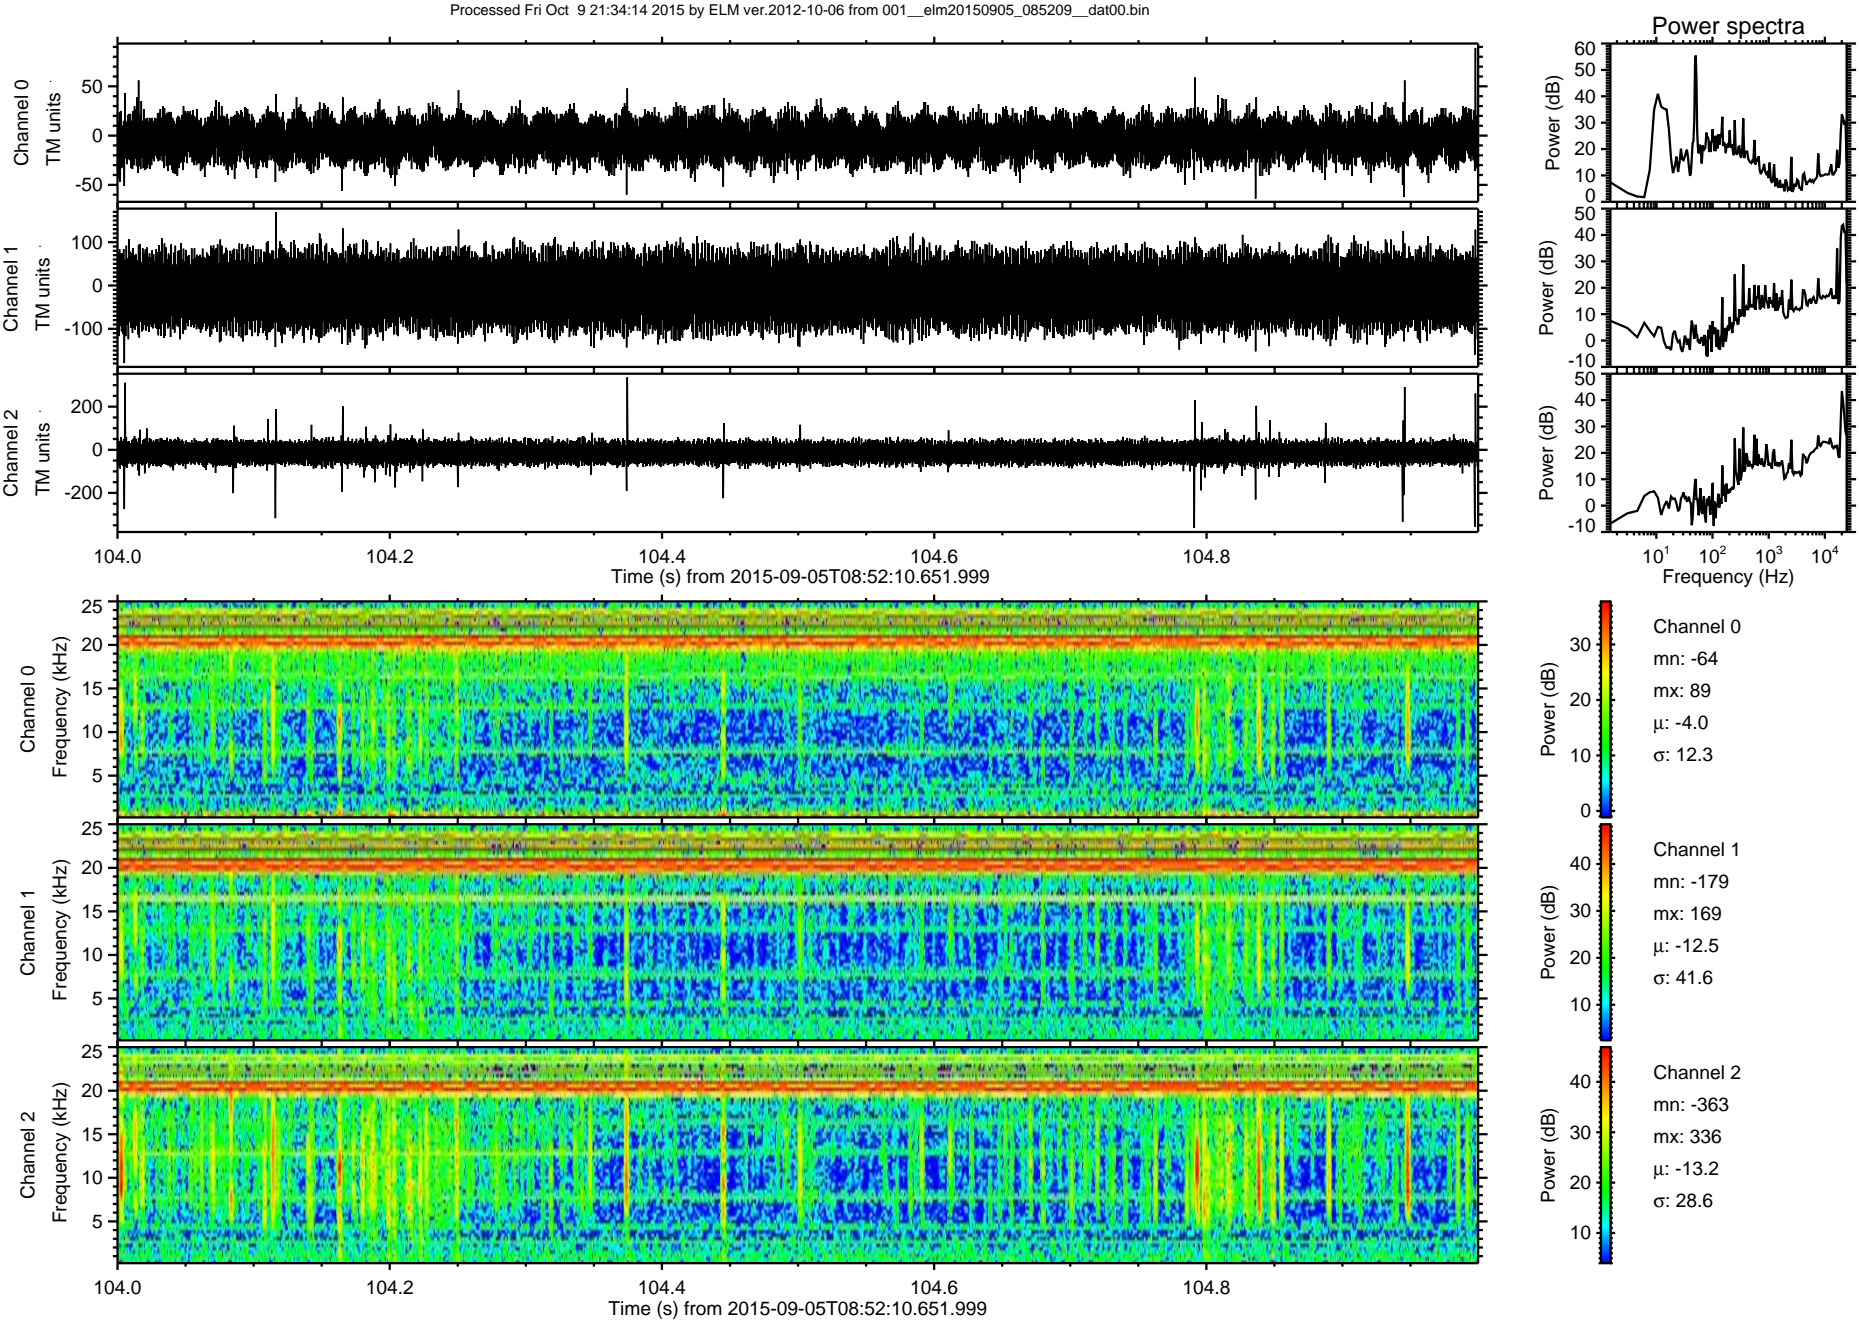 Processed Fri Oct  9 21:34:14 2015 by ELM ver.2012-10-06 from 001__elm20150905_085209__dat00.bin
Power spectra
Channel 0
TM units
50
0
-50
Power (dB)
60
50
40
30
20
10
0
Channel 1
TM units
100
0
-100
Power (dB)
50
40
30
20
10
0
-10
Channel 2
TM units
200
0
-200
Power (dB)
50
40
30
20
10
0
-10
104.0
104.2
104.4
104.6
104.8
Time (s) from 2015-09-05T08:52:10.651.999
10¹
10²
10³
10⁴
Frequency (Hz)
Channel 0
Frequency (kHz)
25
20
15
10
5
Power (dB)
30
20
10
0
Channel 0
mn: -64
mx: 89
μ: -4.0
σ: 12.3
Channel 1
Frequency (kHz)
25
20
15
10
5
Power (dB)
40
30
20
10
Channel 1
mn: -179
mx: 169
μ: -12.5
σ: 41.6
Channel 2
Frequency (kHz)
25
20
15
10
5
Power (dB)
40
30
20
10
Channel 2
mn: -363
mx: 336
μ: -13.2
σ: 28.6
104.0
104.2
104.4
104.6
104.8
Time (s) from 2015-09-05T08:52:10.651.999